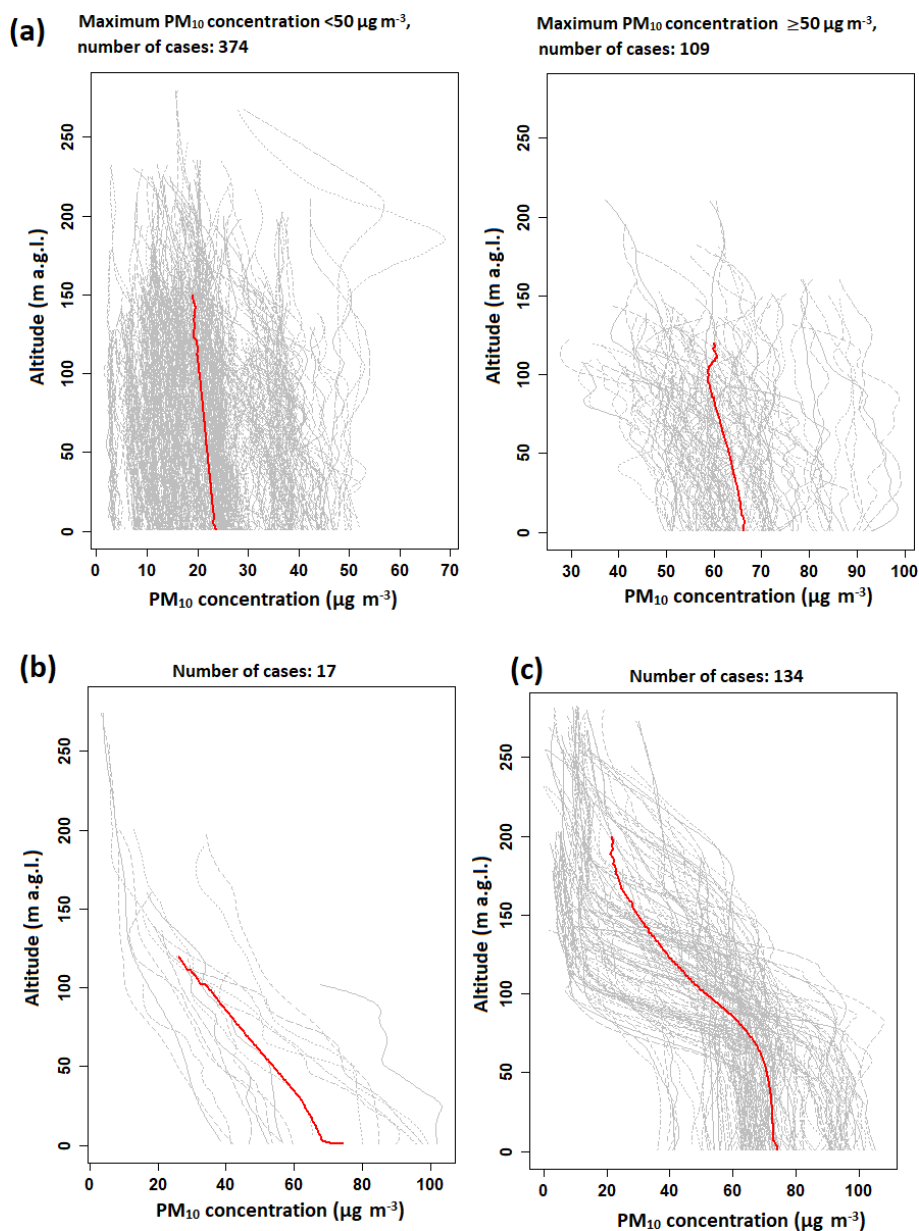 (a)
Maximum PM₁₀ concentration <50 µg m⁻³,
number of cases: 374
Maximum PM₁₀ concentration ≥50 µg m⁻³,
number of cases: 109
Altitude (m a.g.l.)
0 50 100 150 200 250
0 10 20 30 40 50 60 70
PM₁₀ concentration (µg m⁻³)
Altitude (m a.g.l.)
0 50 100 150 200 250
30 40 50 60 70 80 90 100
PM₁₀ concentration (µg m⁻³)
(b)
Number of cases: 17
Altitude (m a.g.l.)
0 50 100 150 200 250
0 20 40 60 80 100
PM₁₀ concentration (µg m⁻³)
(c)
Number of cases: 134
Altitude (m a.g.l.)
0 50 100 150 200 250
0 20 40 60 80 100
PM₁₀ concentration (µg m⁻³)